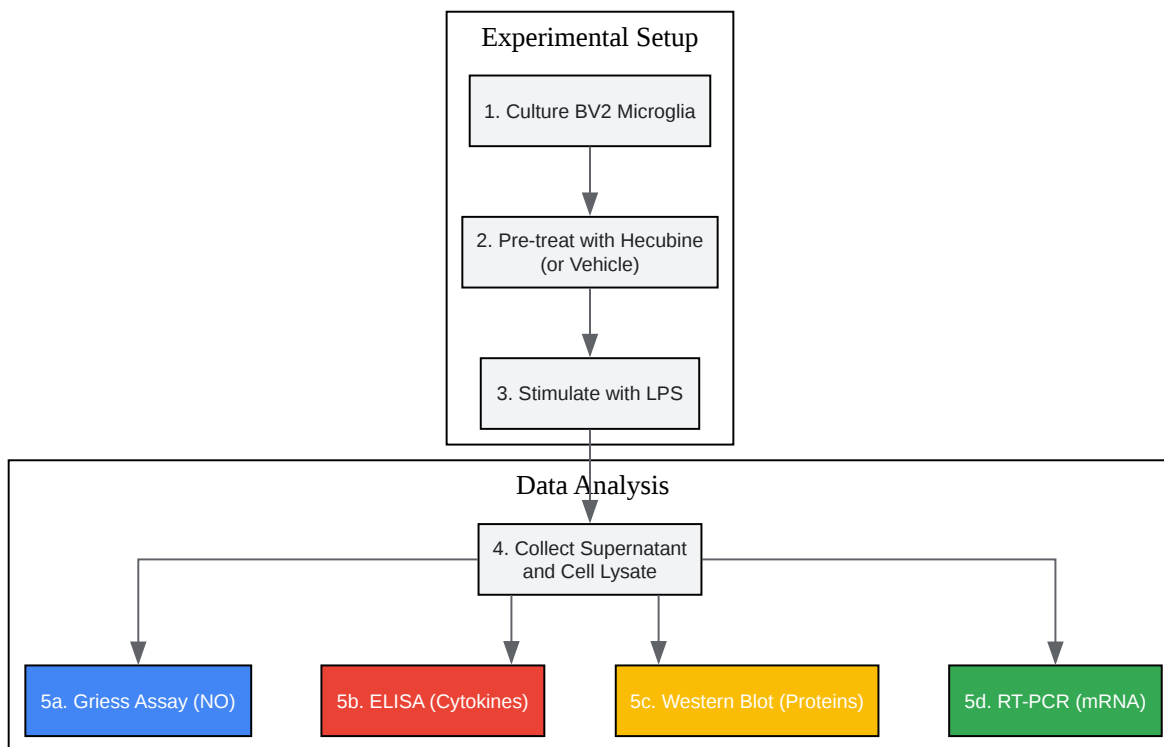 Experimental Setup
1. Culture BV2 Microglia
2. Pre-treat with Hecubine
(or Vehicle)
3. Stimulate with LPS
Data Analysis
4. Collect Supernatant
and Cell Lysate
5a. Griess Assay (NO)
5b. ELISA (Cytokines)
5c. Western Blot (Proteins)
5d. RT-PCR (mRNA)